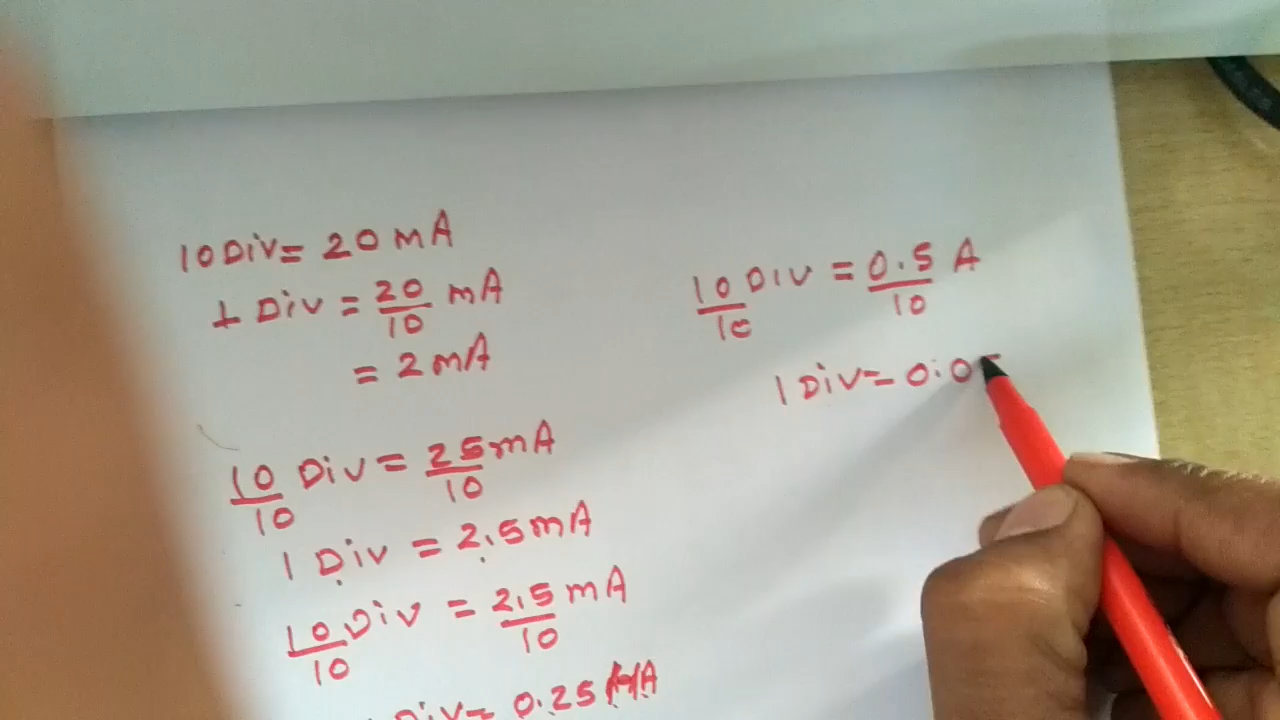 10 Div = 20 mA
1 Div = 20/10 mA
= 2 mA
10/10 Div = 25/10 mA
1 Div = 2.5 mA
10/10 Div = 2.5/10 mA
Div = 0.25 mA
10/10 Div = 0.5/10 A
1 Div = 0.05